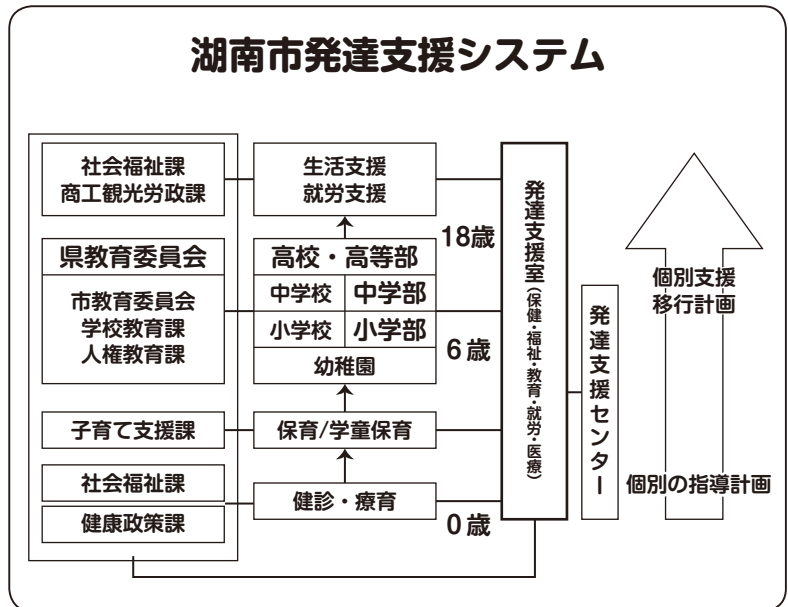 湖南市発達支援システム
社会福祉課
商工観光労政課
生活支援
就労支援
18歳
県教育委員会
市教育委員会
学校教育課
人権教育課
高校・高等部
中学校 中学部
小学校 小学部
幼稚園
6歳
子育て支援課
保育/学童保育
社会福祉課
健康政策課
健診・療育
0歳
発達支援室(保健・福祉・教育・就労・医療)
発達支援センター
個別支援
移行計画
個別の指導計画